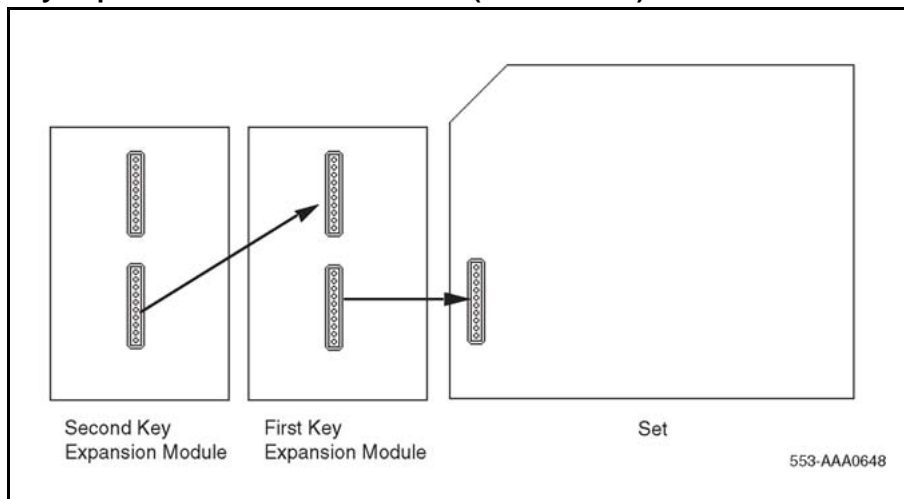 Second Key
Expansion Module
First Key
Expansion Module
Set
553-AAA0648